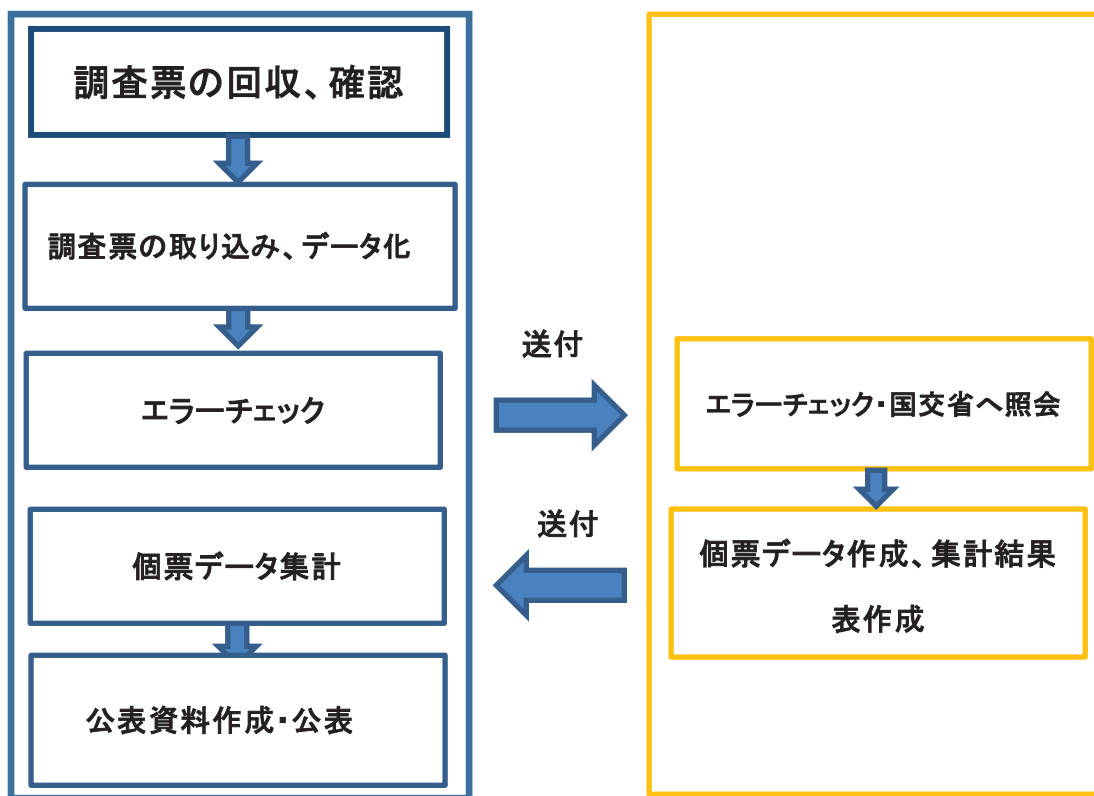 調査票の回収、確認
調査票の取り込み、データ化
エラーチェック
送付
エラーチェック・国交省へ照会
送付
個票データ作成、集計結果
表作成
個票データ集計
公表資料作成・公表